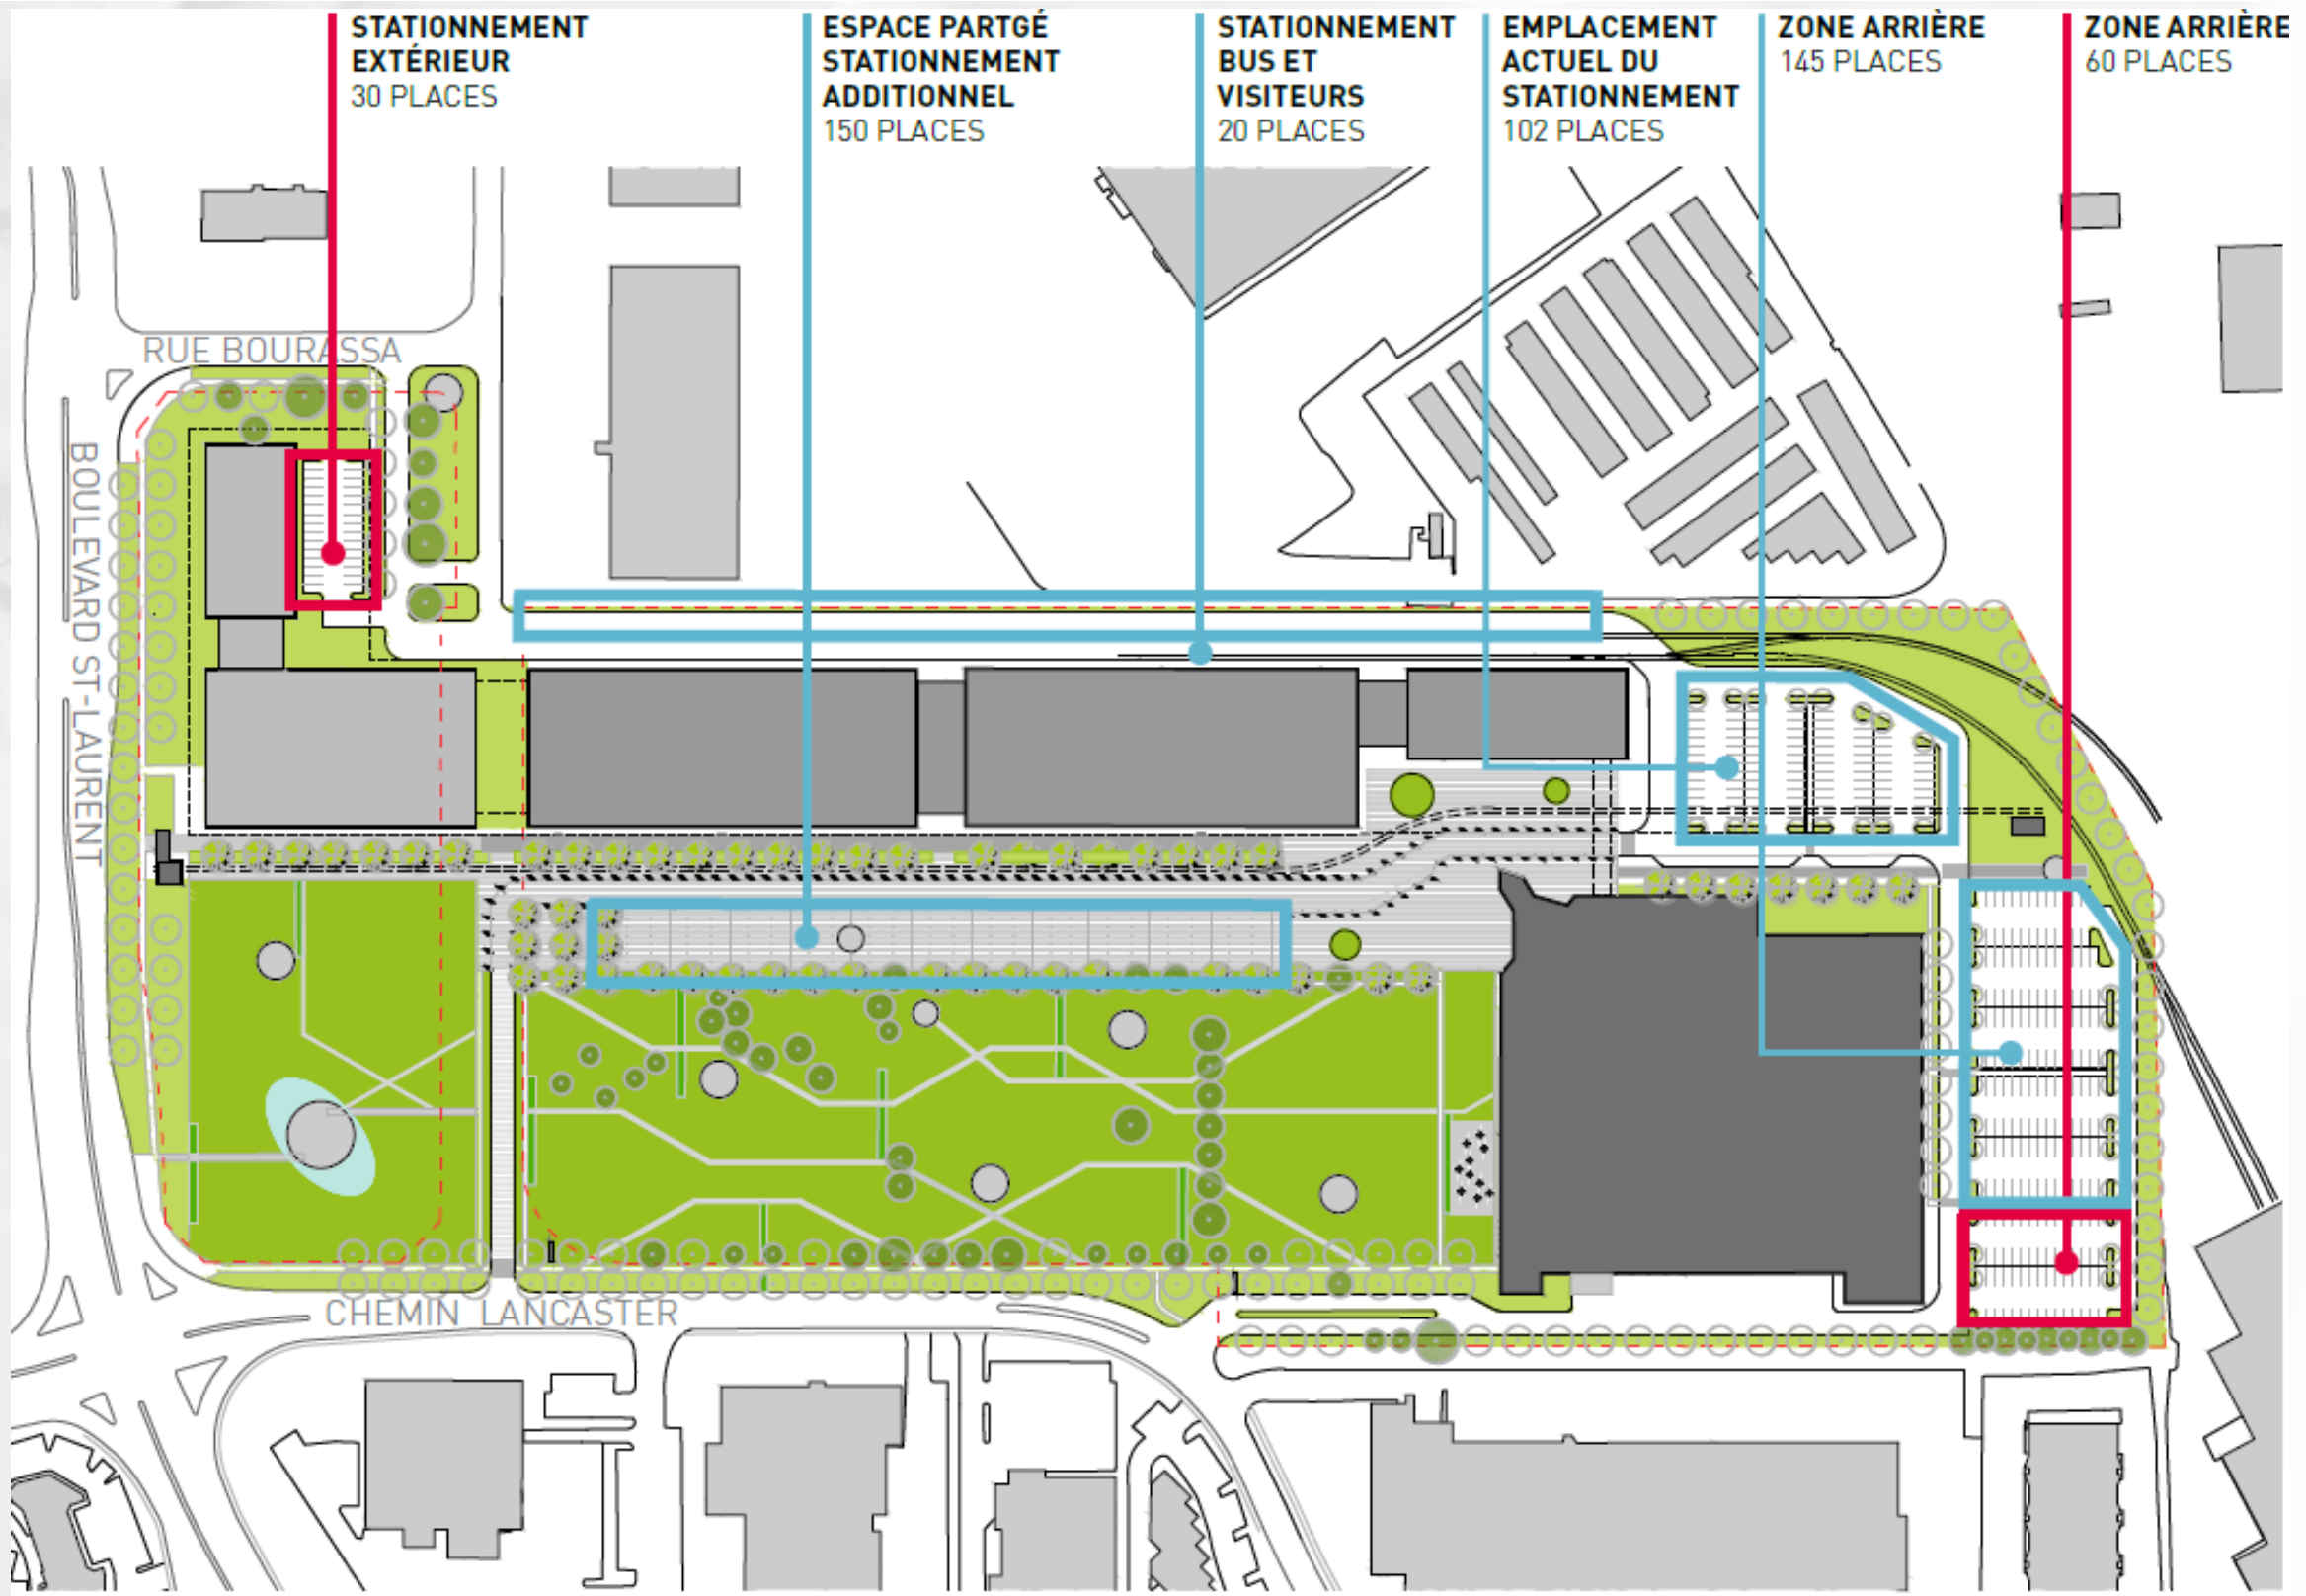 STATIONNEMENT
EXTÉRIEUR
30 PLACES
ESPACE PARTGÉ
STATIONNEMENT
ADDITIONNEL
150 PLACES
STATIONNEMENT
BUS ET
VISITEURS
20 PLACES
EMPLACEMENT
ACTUEL DU
STATIONNEMENT
102 PLACES
ZONE ARRIÈRE
145 PLACES
ZONE ARRIÈRE
60 PLACES
RUE BOURASSA
BOULEVARD ST-LAURENT
CHEMIN LANCASTER